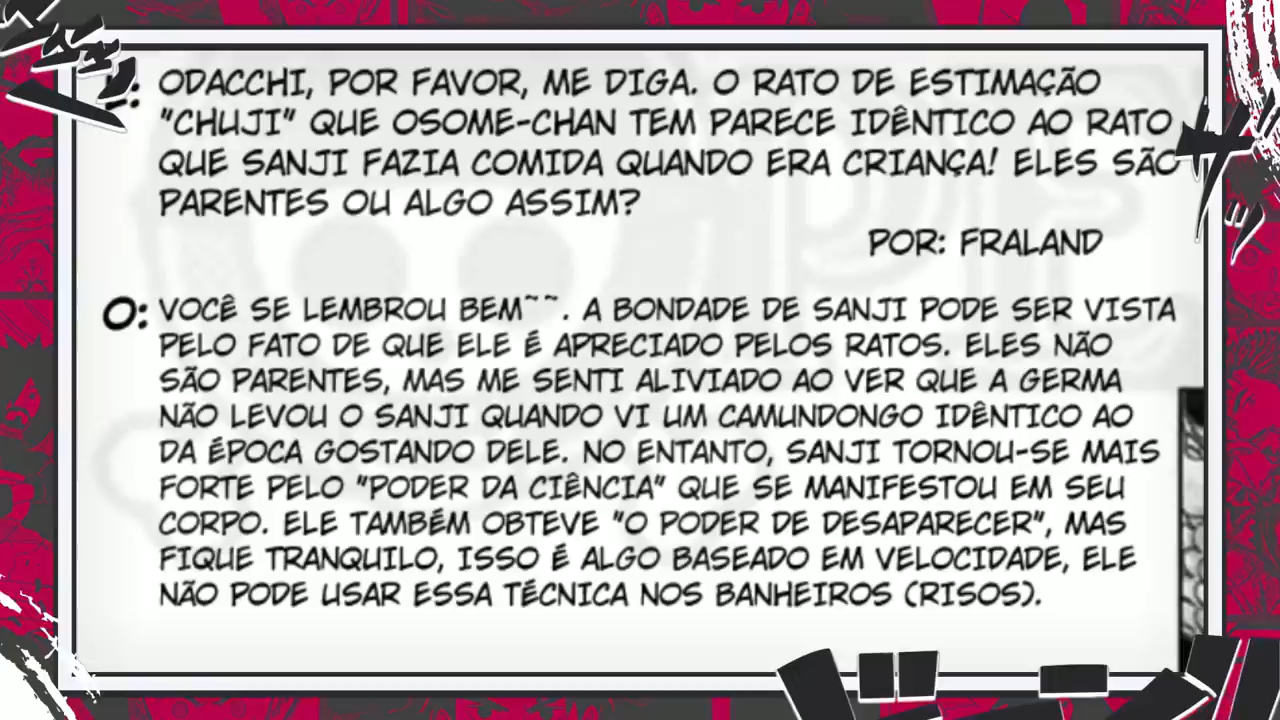 ODACCHI, POR FAVOR, ME DIGA. O RATO DE ESTIMAÇÃO
"CHUJI" QUE OSOME-CHAN TEM PARECE IDÊNTICO AO RATO
QUE SANJI FAZIA COMIDA QUANDO ERA CRIANÇA! ELES SÃO
PARENTES OU ALGO ASSIM?
POR: FRALAND
O: VOCÊ SE LEMBROU BEM~~. A BONDADE DE SANJI PODE SER VISTA
PELO FATO DE QUE ELE É APRECIADO PELOS RATOS. ELES NÃO
SÃO PARENTES, MAS ME SENTI ALIVIADO AO VER QUE A GERMA
NÃO LEVOU O SANJI QUANDO VI UM CAMUNDONGO IDÊNTICO AO
DA ÉPOCA GOSTANDO DELE. NO ENTANTO, SANJI TORNOU-SE MAIS
FORTE PELO "PODER DA CIÊNCIA" QUE SE MANIFESTOU EM SEU
CORPO. ELE TAMBÉM OBTEVE "O PODER DE DESAPARECER", MAS
FIQUE TRANQUILO, ISSO É ALGO BASEADO EM VELOCIDADE, ELE
NÃO PODE USAR ESSA TÉCNICA NOS BANHEIROS (RISOS).